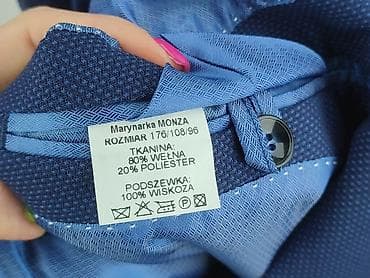 Marynarka MONZA
ROZMIAR 176/108/96
TKANINA:
80% WEŁNA
20% POLIESTER
PODSZEWKA:
100% WISKOZA
P